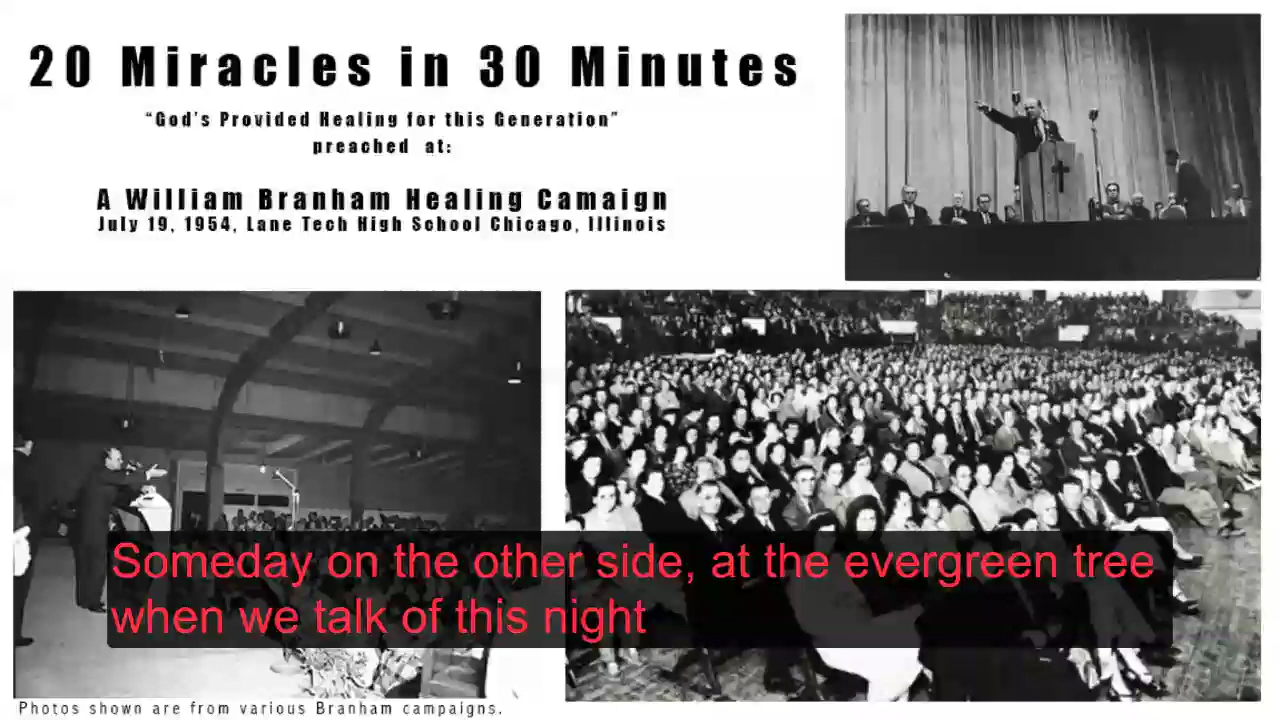 20 Miracles in 30 Minutes
“God's Provided Healing for this Generation”
preached at:
A William Branham Healing Camaign
July 19, 1954, Lane Tech High School Chicago, Illinois
Someday on the other side, at the evergreen tree
when we talk of this night
Photos shown are from various Branham campaigns.